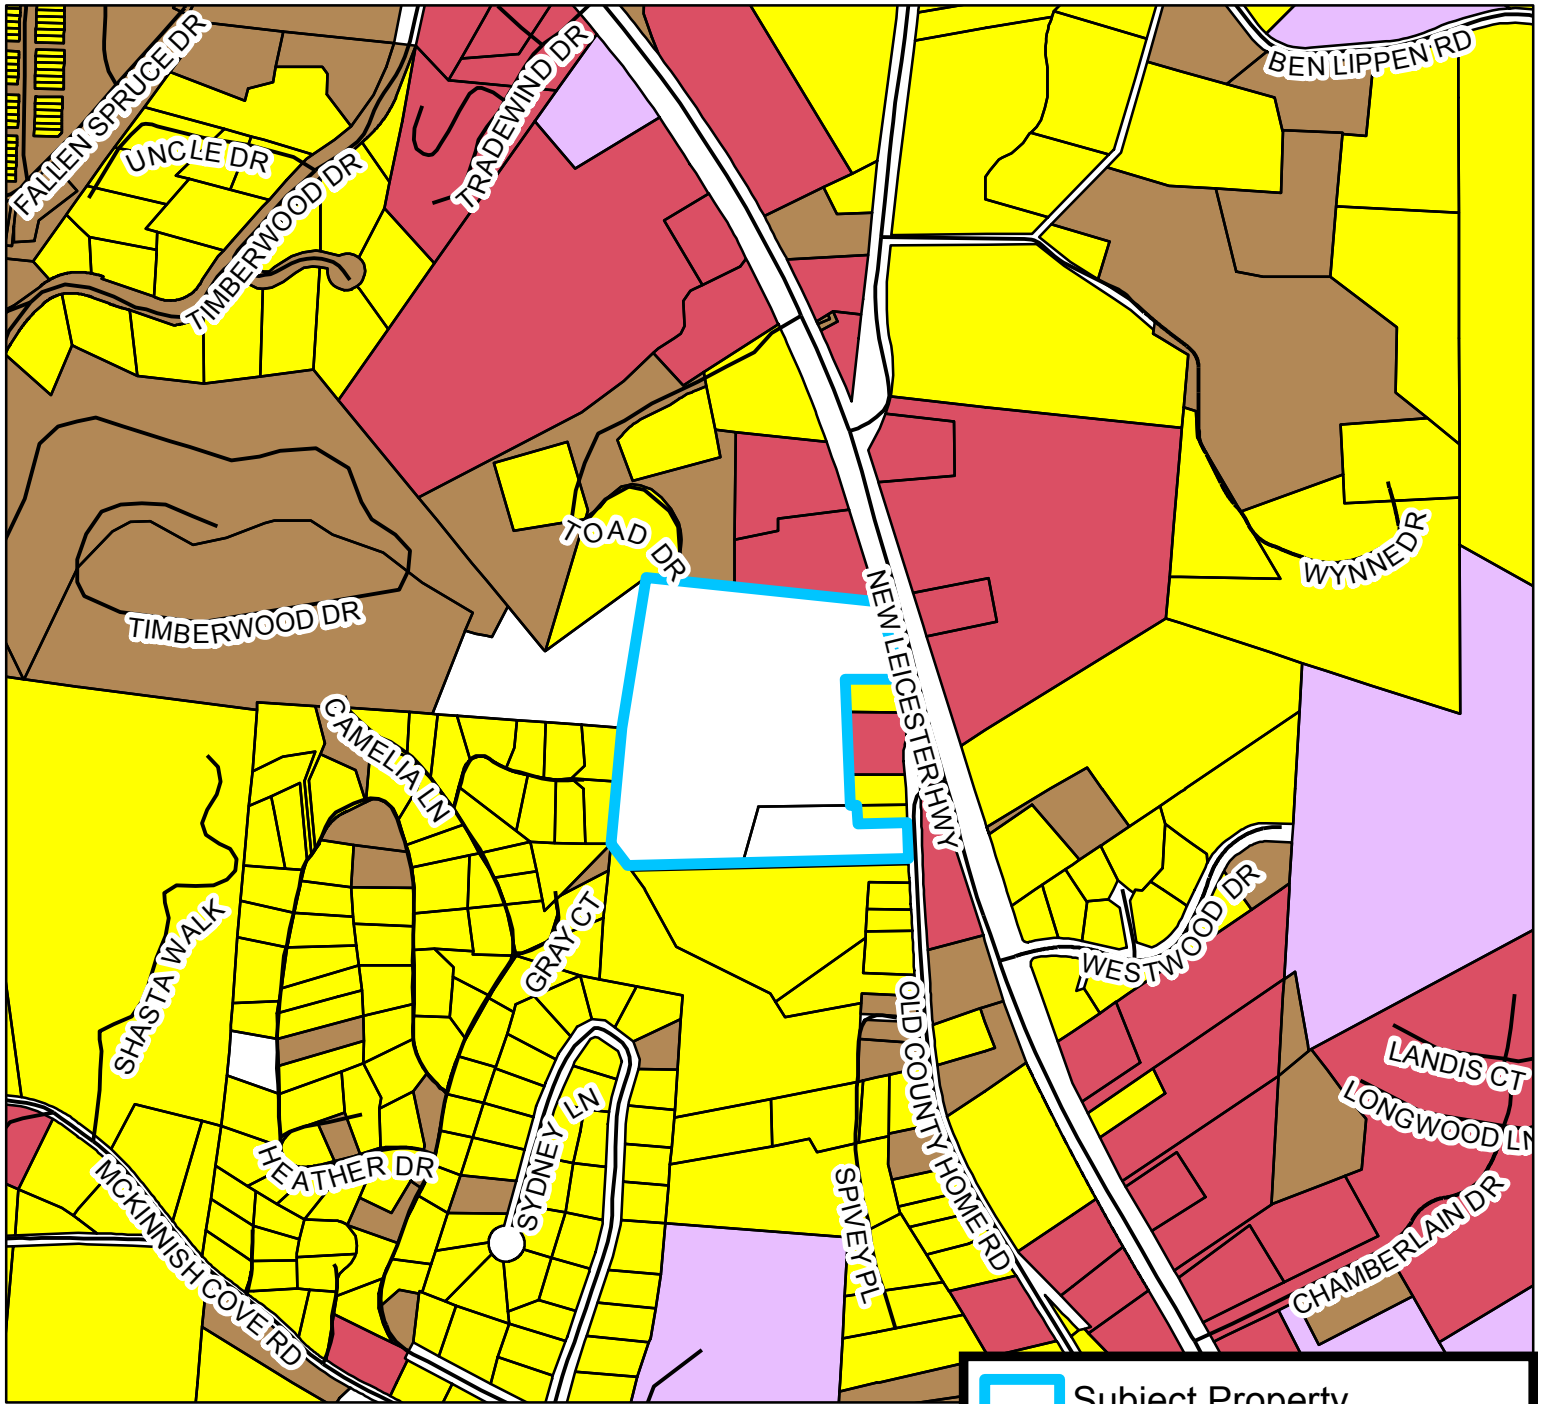 BEN LIPPEN RD
FALLEN SPRUCE DR
TRADEWIND DR
UNCLE DR
TIMBERWOOD DR
TOAD DR
WYNNE DR
TIMBERWOOD DR
NEW LEICESTER HWY
CAMELIA LN
GRAY CT
WESTWOOD DR
SHASTA WALK
OLD COUNTY HOME RD
LANDIS CT
LONGWOOD LN
SYDNEY LN
HEATHER DR
MCKINNISH COVE RD
SPIVEY PL
CHAMBERLAIN DR
Subject Property